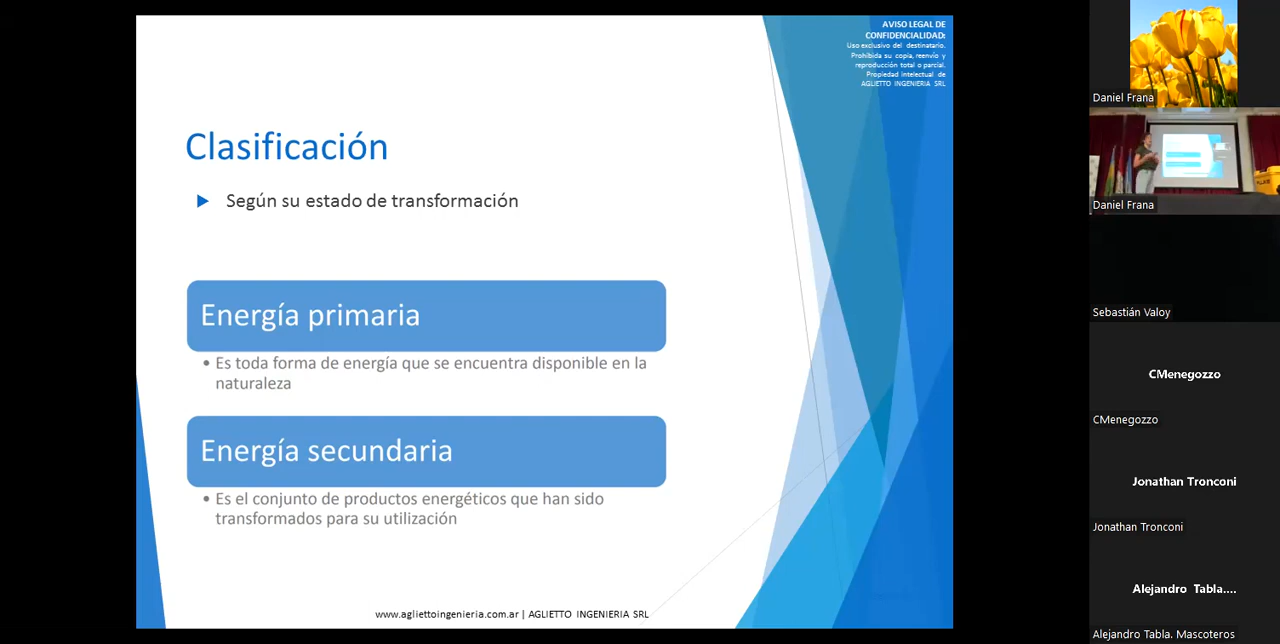 AVISO LEGAL DE
CONFIDENCIALIDAD:
Uso exclusivo del destinatario.
Prohibida su copia, reenvío y
reproducción total o parcial.
Propiedad intelectual de
AGLIETTO INGENIERIA SRL
Clasificación
Según su estado de transformación
Energía primaria
• Es toda forma de energía que se encuentra disponible en la
naturaleza
Energía secundaria
• Es el conjunto de productos energéticos que han sido
transformados para su utilización
www.agliettoingenieria.com.ar | AGLIETTO INGENIERIA SRL
Daniel Frana
Daniel Frana
Sebastián Valoy
CMenegozzo
CMenegozzo
Jonathan Tronconi
Jonathan Tronconi
Alejandro Tabla....
Alejandro Tabla. Mascoteros